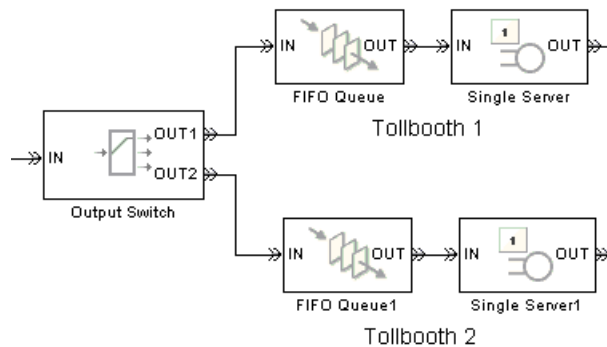 IN
OUT
FIFO Queue
IN
1
OUT
Single Server
Tollbooth 1
IN
OUT1
OUT2
Output Switch
IN
OUT
FIFO Queue1
IN
1
OUT
Single Server1
Tollbooth 2